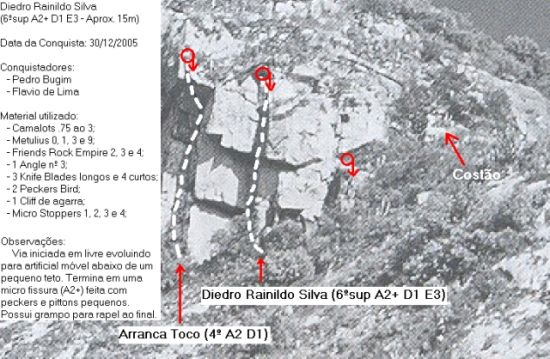 Diedro Rainildo Silva
(6ºsup A2+ D1 E3 - Aprox. 15m)
Data da Conquista: 30/12/2005
Conquistadores:
- Pedro Bugim
- Flavio de Lima
Material utilizado:
- Camalots .75 ao 3;
- Metulius 0, 1, 3 e 9;
- Friends Rock Empire 2, 3 e 4;
- 1 Angle nº 3;
- 3 Knife Blades longos e 4 curtos;
- 2 Peckers Bird;
- 1 Cliff de agarra;
- Micro Stoppers 1, 2, 3 e 4;
Observações:
Via iniciada em livre evoluindo
para artificial móvel abaixo de um
pequeno teto. Termina em uma
micro fissura (A2+) feita com
peckers e pittons pequenos.
Possui grampo para rapel ao final.
Costão
Diedro Rainildo Silva (6ºsup A2+ D1 E3)
Arranca Toco (4º A2 D1)